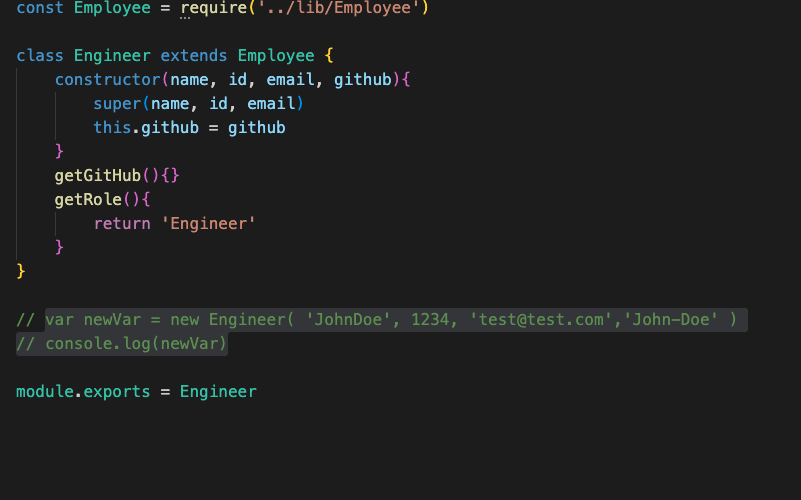 const Employee = require('../lib/Employee')
class Engineer extends Employee {
constructor(name, id, email, github){
super(name, id, email)
this.github = github
}
getGitHub(){}
getRole(){
return 'Engineer'
}
}
// var newVar = new Engineer( 'JohnDoe', 1234, 'test@test.com','John-Doe' )
// console.log(newVar)
module.exports = Engineer